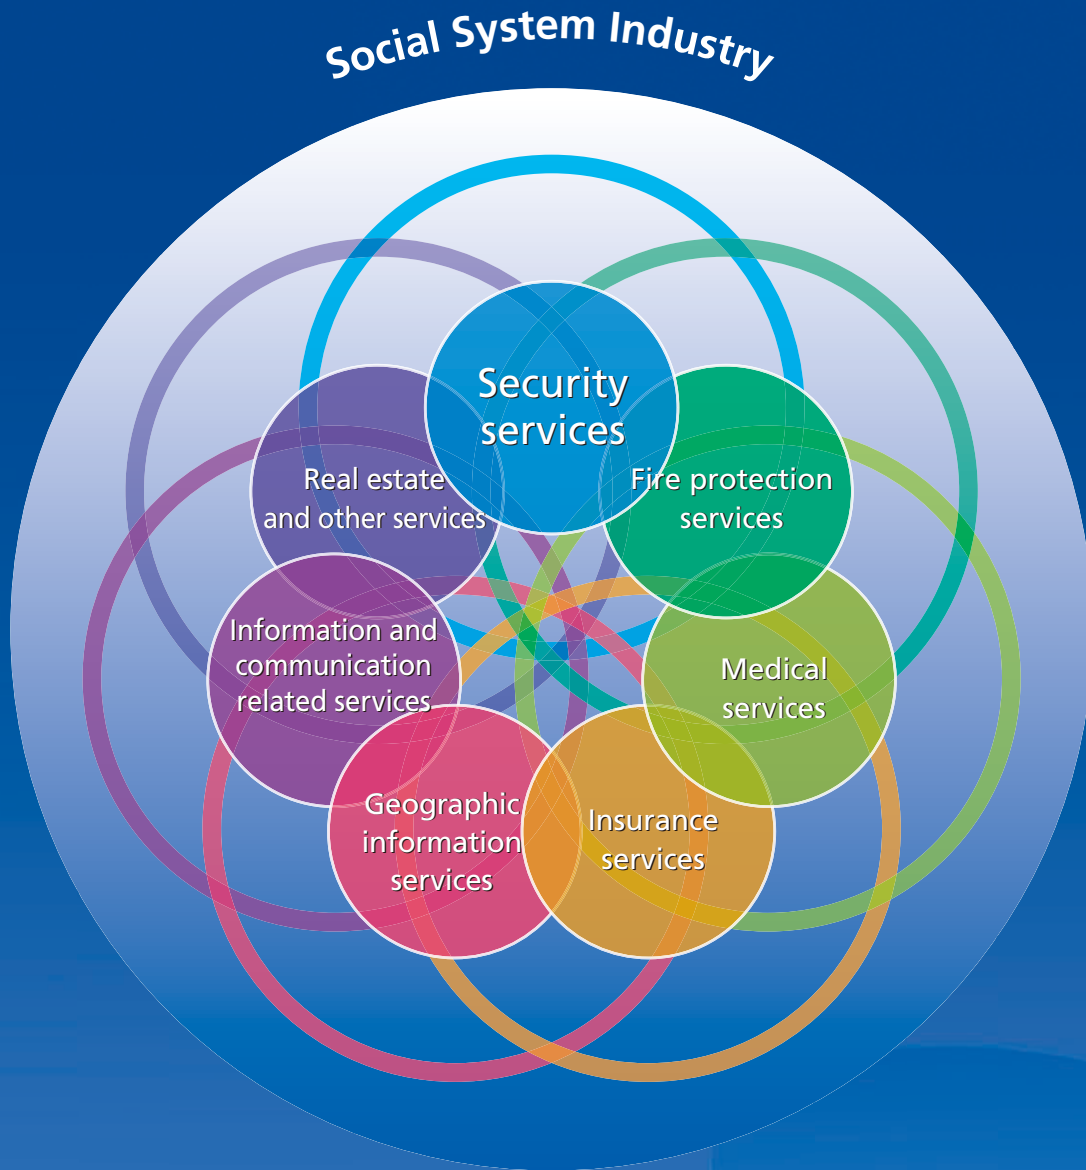 Social System Industry
Security
services
Fire protection
services
Medical
services
Insurance
services
Geographic
information
services
Information and
communication
related services
Real estate
and other services